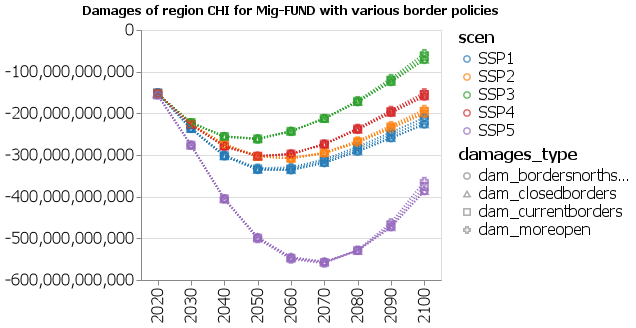 Damages of region CHI for Mig-FUND with various border policies
0
-100,000,000,000
-200,000,000,000
-300,000,000,000
-400,000,000,000
-500,000,000,000
-600,000,000,000
2020
2030
2040
2050
2060
2070
2080
2090
2100
scen
SSP1
SSP2
SSP3
SSP4
SSP5
damages_type
dam_bordersnorths...
dam_closedborders
dam_currentborders
dam_moreopen